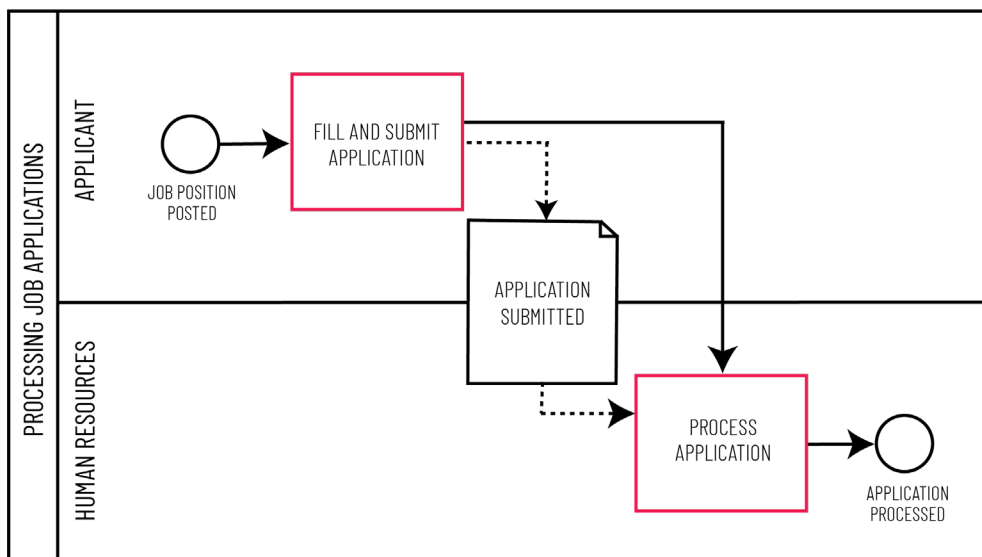 PROCESSING JOB APPLICATIONS
APPLICANT
JOB POSITION
POSTED
FILL AND SUBMIT
APPLICATION
APPLICATION
SUBMITTED
HUMAN RESOURCES
PROCESS
APPLICATION
APPLICATION
PROCESSED